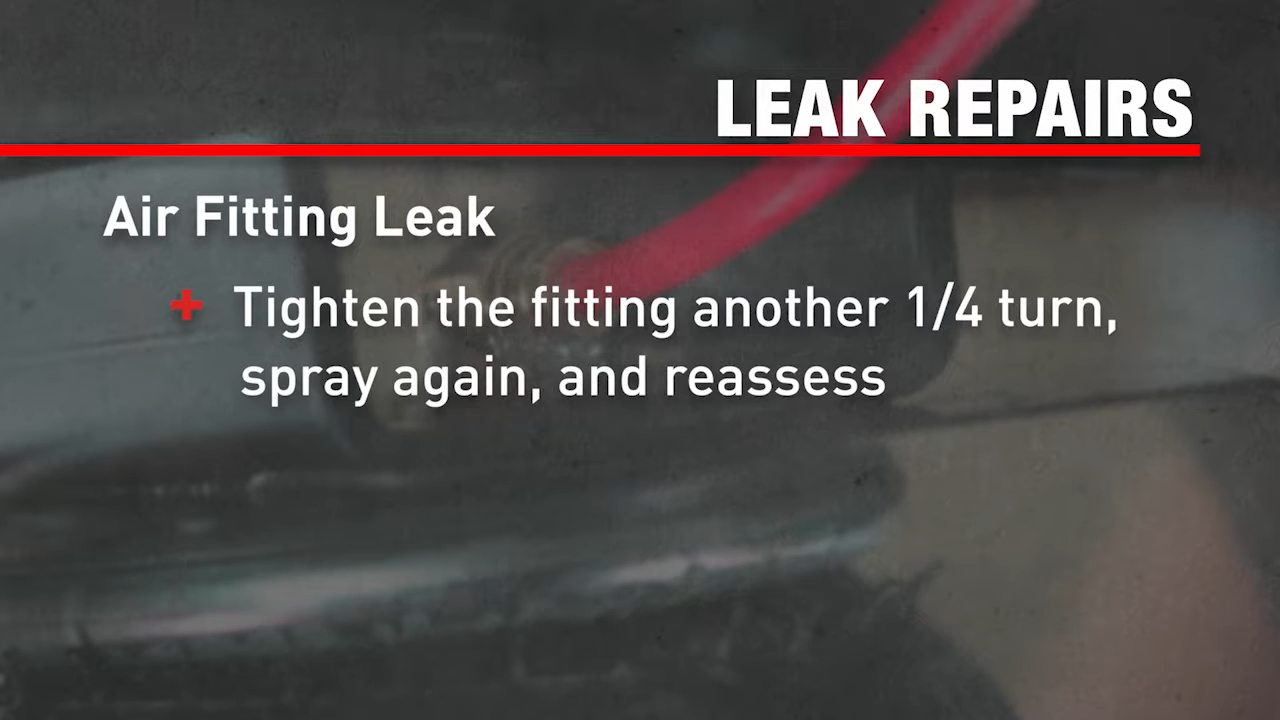 LEAK REPAIRS
Air Fitting Leak
Tighten the fitting another 1/4 turn,
spray again, and reassess